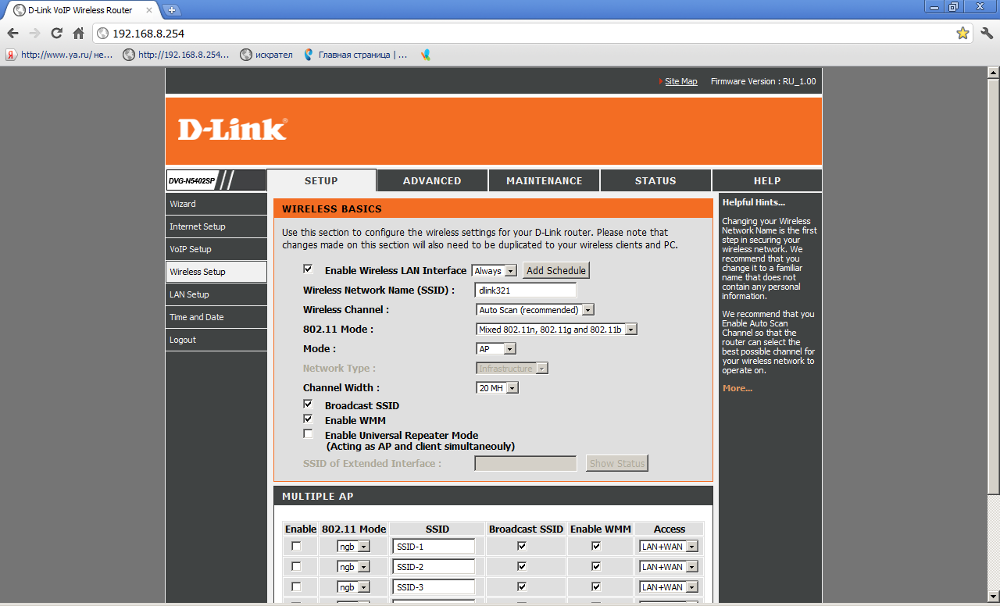 D-Link VoIP Wireless Router
192.168.8.254
http://www.ya.ru/ не...
http://192.168.8.254...
искрател
Главная страница | ...
Site Map
Firmware Version : RU_1.00
D-Link
DVG-N5402SP
SETUP
ADVANCED
MAINTENANCE
STATUS
HELP
Wizard
Internet Setup
VoIP Setup
Wireless Setup
LAN Setup
Time and Date
Logout
WIRELESS BASICS
Use this section to configure the wireless settings for your D-Link router. Please note that
changes made on this section will also need to be duplicated to your wireless clients and PC.
Enable Wireless LAN Interface Always Add Schedule
Wireless Network Name (SSID) : dlink321
Wireless Channel : Auto Scan (recommended)
802.11 Mode : Mixed 802.11n, 802.11g and 802.11b
Mode : AP
Network Type : Infrastructure
Channel Width : 20 MH
Broadcast SSID
Enable WMM
Enable Universal Repeater Mode
(Acting as AP and client simultaneouly)
SSID of Extended Interface : Show Status
MULTIPLE AP
Enable 802.11 Mode SSID Broadcast SSID Enable WMM Access
ngb SSID-1 LAN+WAN
ngb SSID-2 LAN+WAN
ngb SSID-3 LAN+WAN
Helpful Hints...
Changing your Wireless
Network Name is the first
step in securing your
wireless network. We
recommend that you
change it to a familiar
name that does not
contain any personal
information.
We recommend that you
Enable Auto Scan
Channel so that the
router can select the
best possible channel for
your wireless network to
operate on.
More...